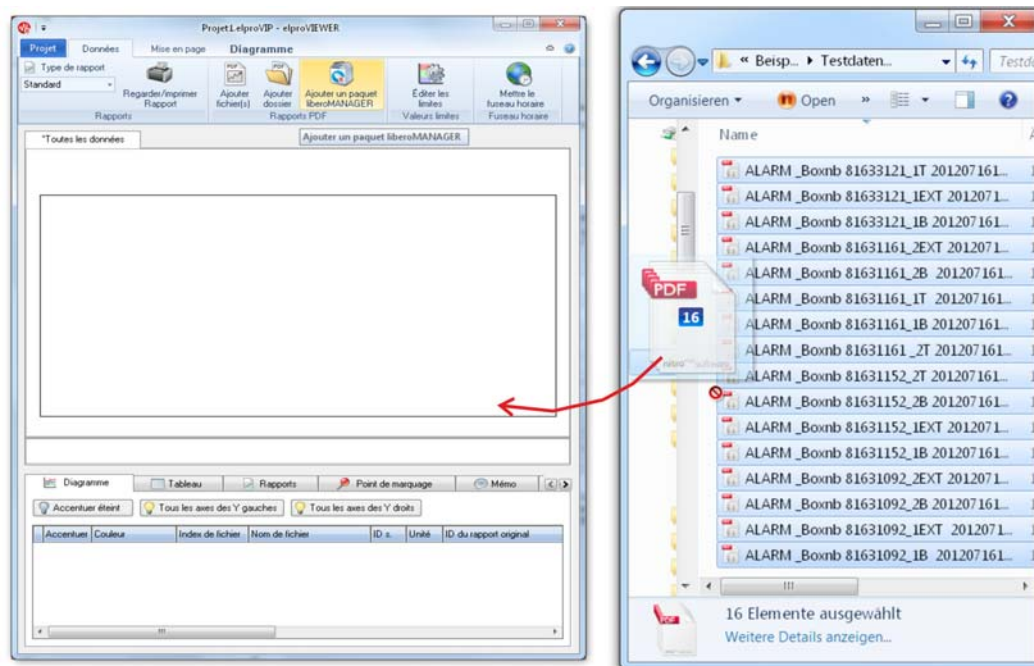 Projet1.elproVIP - elproVIEWER
Projet Données Mise en page Diagramme
Type de rapport
Standard
Regarder/imprimer Rapport
Ajouter fichier(s)
Ajouter dossier
Ajouter un paquet liberoMANAGER
Éditer les limites
Mettre le fuseau horaire
Rapports Rapports PDF Valeurs limites Fuseau horaire
*Toutes les données
Ajouter un paquet liberoMANAGER
Diagramme Tableau Rapports Point de marquage Mémo
Accentuer éteint Tous les axes des Y gauches Tous les axes des Y droits
Accentuer Couleur Index de fichier Nom de fichier ID s. Unité ID du rapport original
« Beisp... Testdaten...
Organisieren Open »
Name
ALARM _Boxnb 81633121_1T 201207161...
ALARM _Boxnb 81633121_1EXT 2012071...
ALARM _Boxnb 81633121_1B 201207161...
ALARM _Boxnb 81631161_2EXT 2012071...
ALARM _Boxnb 81631161_2B 201207161...
ALARM _Boxnb 81631161_1T 201207161...
ALARM _Boxnb 81631161_1B 201207161...
ALARM _Boxnb 81631161 _2T 201207161...
ALARM _Boxnb 81631152_2T 201207161...
ALARM _Boxnb 81631152_2B 201207161...
ALARM _Boxnb 81631152_1EXT 2012071...
ALARM _Boxnb 81631152_1B 201207161...
ALARM _Boxnb 81631092_2EXT 2012071...
ALARM _Boxnb 81631092_2B 201207161...
ALARM _Boxnb 81631092_1EXT 2012071...
ALARM _Boxnb 81631092_1B 201207161...
PDF
16
16 Elemente ausgewählt
Weitere Details anzeigen...
PDF